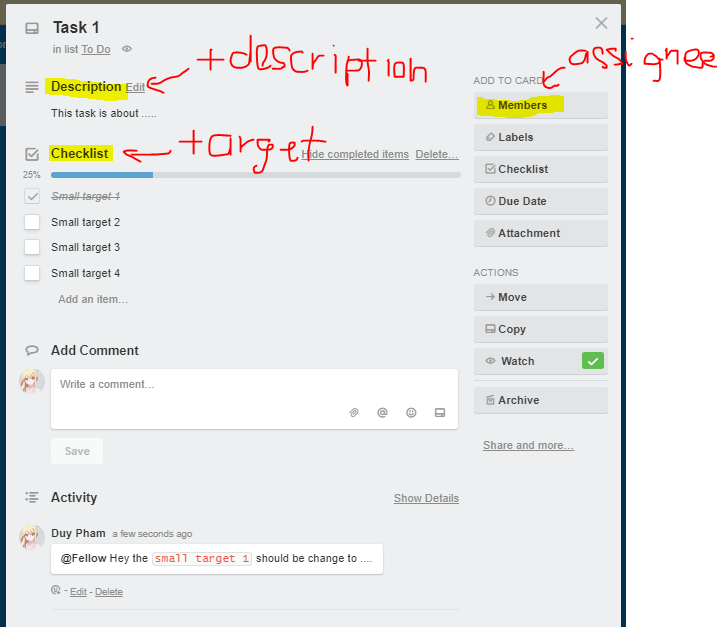 Task 1
in list To Do
+description
assignee
Description Edit
This task is about .....
+target
Checklist
Hide completed items Delete...
25%
Small target 1
Small target 2
Small target 3
Small target 4
Add an item...
Add Comment
Write a comment...
@
Save
Activity
Show Details
Duy Pham a few seconds ago
@Fellow Hey the small target 1 should be change to ....
- Edit - Delete
ADD TO CARD
Members
Labels
Checklist
Due Date
Attachment
ACTIONS
Move
Copy
Watch
Archive
Share and more...